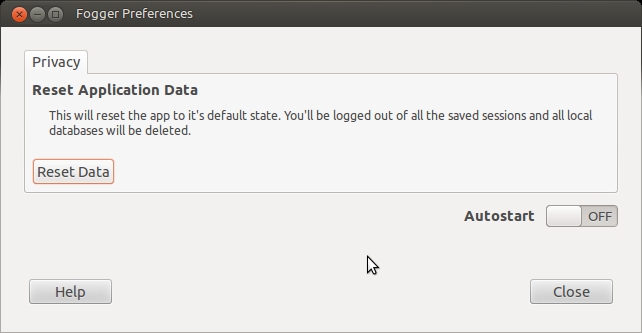 Fogger Preferences
Privacy
Reset Application Data
This will reset the app to it's default state. You'll be logged out of all the saved sessions and all local
databases will be deleted.
Reset Data
Autostart OFF
Help Close